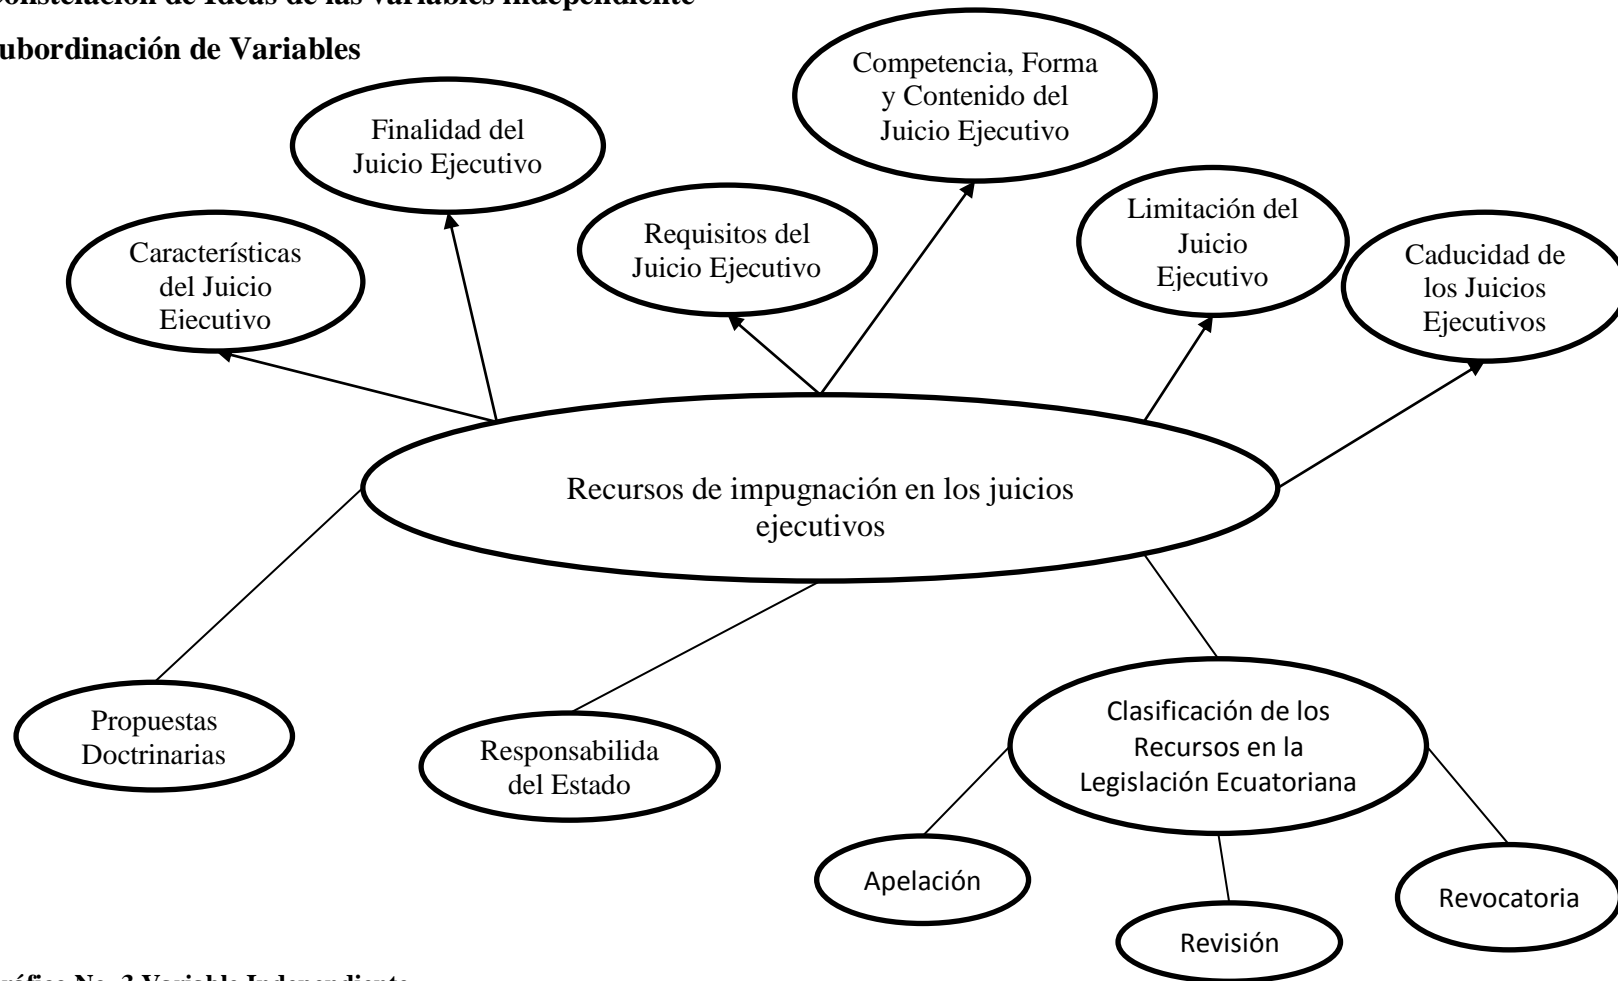 Constelación de Ideas de las variables independiente
Subordinación de Variables
Competencia, Forma
y Contenido del
Juicio Ejecutivo
Finalidad del
Juicio Ejecutivo
Limitación del
Juicio
Ejecutivo
Requisitos del
Juicio Ejecutivo
Características
del Juicio
Ejecutivo
Caducidad de
los Juicios
Ejecutivos
Recursos de impugnación en los juicios
ejecutivos
Propuestas
Doctrinarias
Responsabilida
del Estado
Clasificación de los
Recursos en la
Legislación Ecuatoriana
Apelación
Revisión
Revocatoria
Gráfico No. 3 Variable Independiente